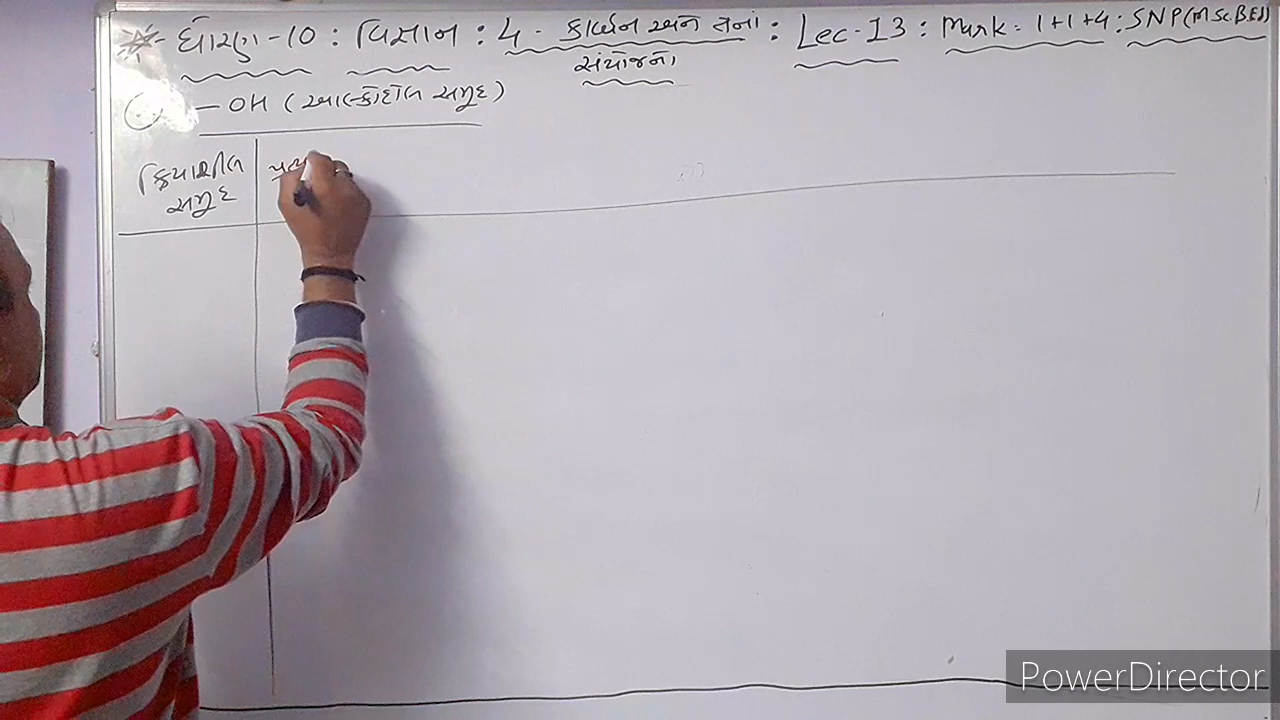 ધોરણ-10 : વિજ્ઞાન : 4. કાર્બન અને તેનાં : Lec-13 : Mark: 1+1+4 : SNP(M.Sc.B.Ed)
સંયોજનો
- OH (આલ્કોહોલ સમૂહ)
ક્રિયાશીલ
સમૂહ
PowerDirector